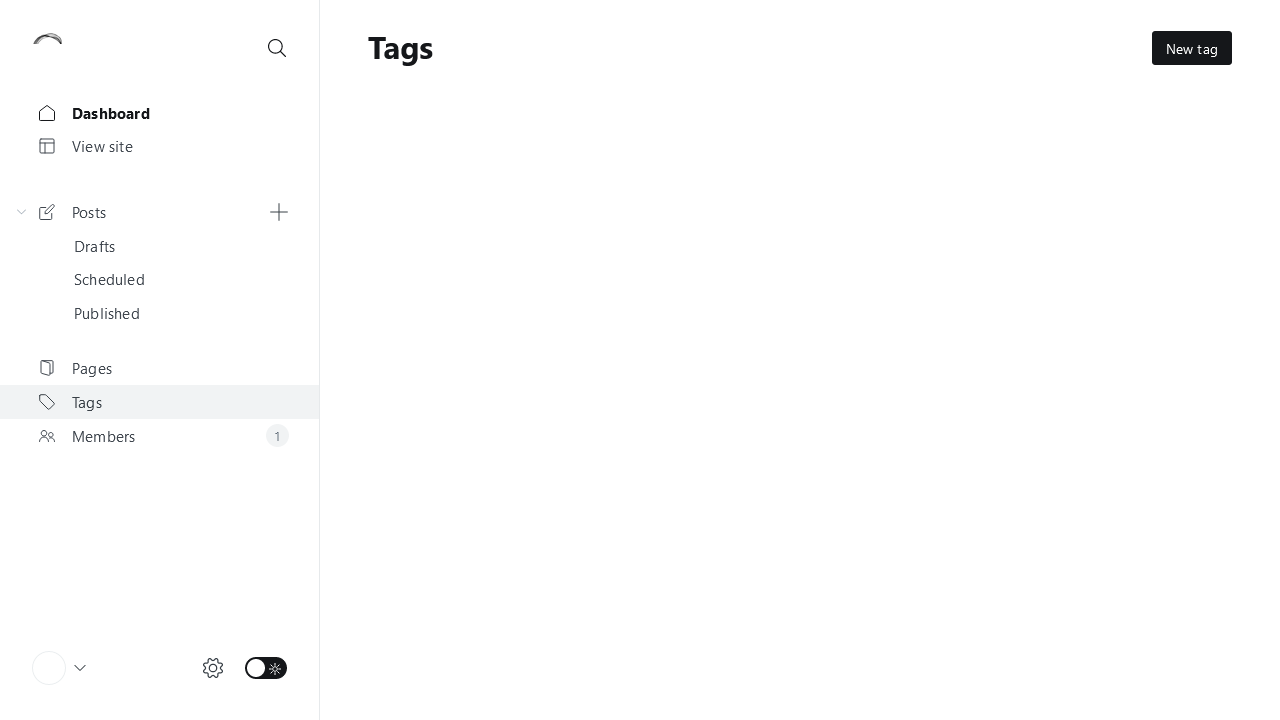 Dashboard
View site
Posts
Drafts
Scheduled
Published
Pages
Tags
Members
1
Tags
New tag